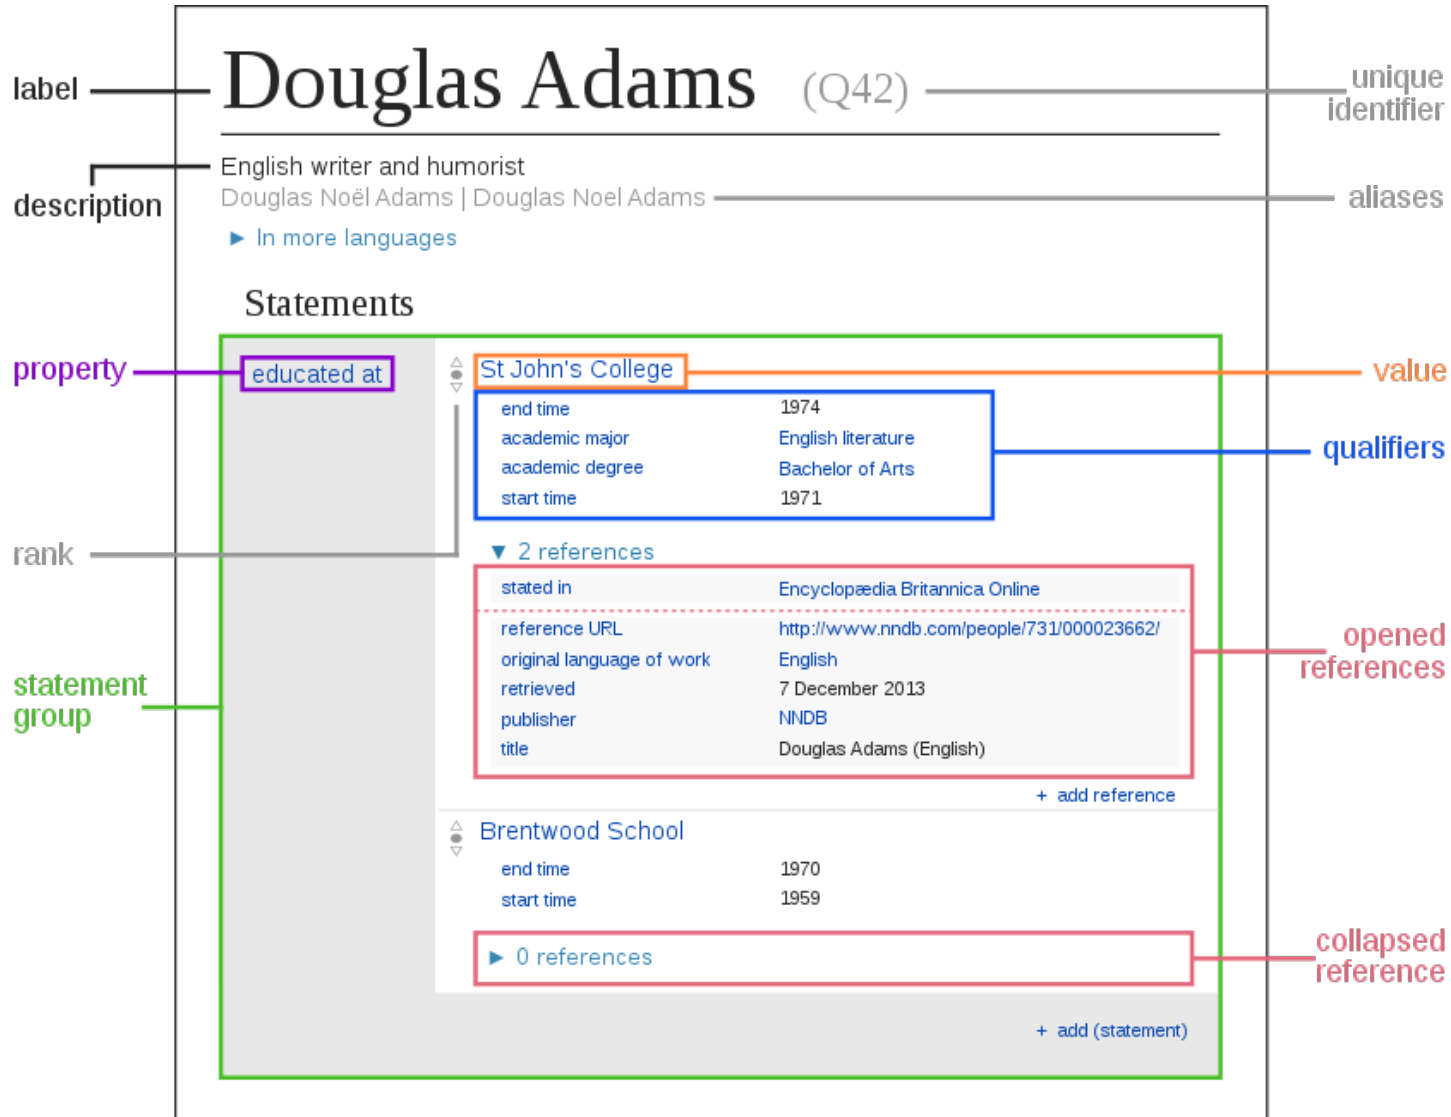 label
Douglas Adams (Q42)
unique
identifier
English writer and humorist
description
Douglas Noël Adams | Douglas Noel Adams
aliases
► In more languages
Statements
property
educated at
St John's College
value
end time 1974
academic major English literature
academic degree Bachelor of Arts
start time 1971
qualifiers
rank
▼ 2 references
stated in Encyclopædia Britannica Online
reference URL http://www.nndb.com/people/731/000023662/
original language of work English
retrieved 7 December 2013
publisher NNDB
title Douglas Adams (English)
opened
references
statement
group
+ add reference
Brentwood School
end time 1970
start time 1959
► 0 references
collapsed
reference
+ add (statement)